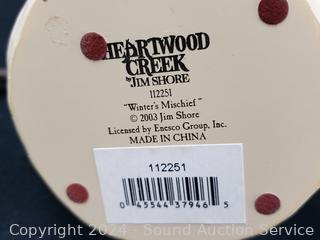 HEARTWOOD
CREEK
by JIM SHORE
112251
"Winter's Mischief"
© 2003 Jim Shore
Licensed by Enesco Group, Inc.
MADE IN CHINA
112251
0 45544 37946 5
Copyright 2024 - Sound Auction Service